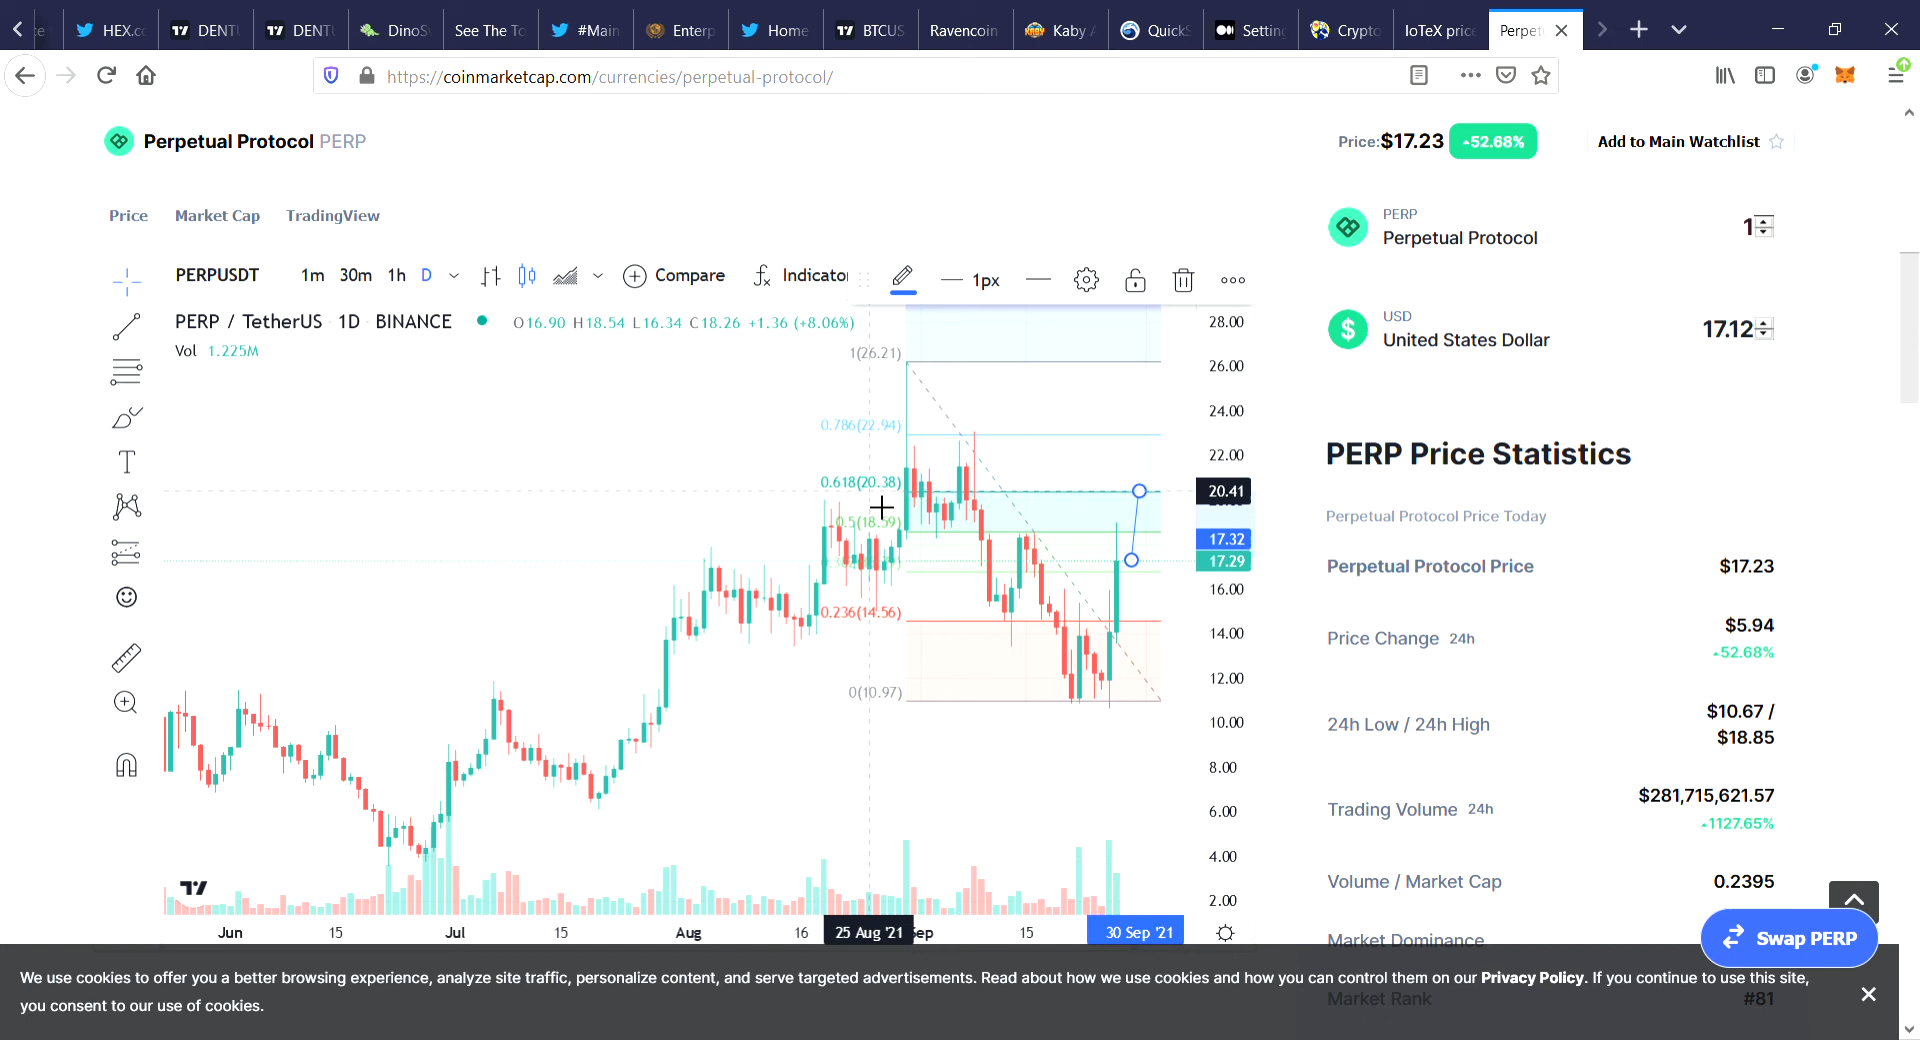 HEX.co
DENTU
DENTU
DinoSw
See The To
#Main
Enterp
Home
BTCUS
Ravencoin
Kaby A
QuickS
Setting
Crypto
IoTeX price
Perpet
https://coinmarketcap.com/currencies/perpetual-protocol/
Perpetual Protocol PERP
Price:$17.23 52.68%
Add to Main Watchlist
Price Market Cap TradingView
PERPUSDT 1m 30m 1h D Compare Indicato 1px
PERP / TetherUS 1D BINANCE O16.90 H18.54 L16.34 C18.26 +1.36 (+8.06%)
Vol 1.225M
1(26.21)
0.786(22.94)
0.618(20.38)
0.5(18.59)
0.236(14.56)
0(10.97)
28.00
26.00
24.00
22.00
20.41
17.32
17.29
16.00
14.00
12.00
10.00
8.00
6.00
4.00
2.00
Jun 15 Jul 15 Aug 16 25 Aug '21 Sep 15 30 Sep '21
PERP
Perpetual Protocol
1
USD
United States Dollar
17.12
PERP Price Statistics
Perpetual Protocol Price Today
Perpetual Protocol Price $17.23
Price Change 24h $5.94
52.68%
24h Low / 24h High $10.67 /
$18.85
Trading Volume 24h $281,715,621.57
1127.65%
Volume / Market Cap 0.2395
Market Dominance
Swap PERP
Market Rank #81
We use cookies to offer you a better browsing experience, analyze site traffic, personalize content, and serve targeted advertisements. Read about how we use cookies and how you can control them on our Privacy Policy. If you continue to use this site,
you consent to our use of cookies.